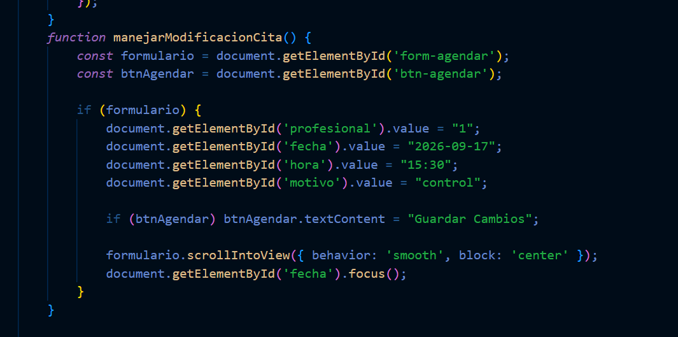 });
}
function manejarModificacionCita() {
const formulario = document.getElementById('form-agendar');
const btnAgendar = document.getElementById('btn-agendar');
if (formulario) {
document.getElementById('profesional').value = "1";
document.getElementById('fecha').value = "2026-09-17";
document.getElementById('hora').value = "15:30";
document.getElementById('motivo').value = "control";
if (btnAgendar) btnAgendar.textContent = "Guardar Cambios";
formulario.scrollIntoView({ behavior: 'smooth', block: 'center' });
document.getElementById('fecha').focus();
}
}